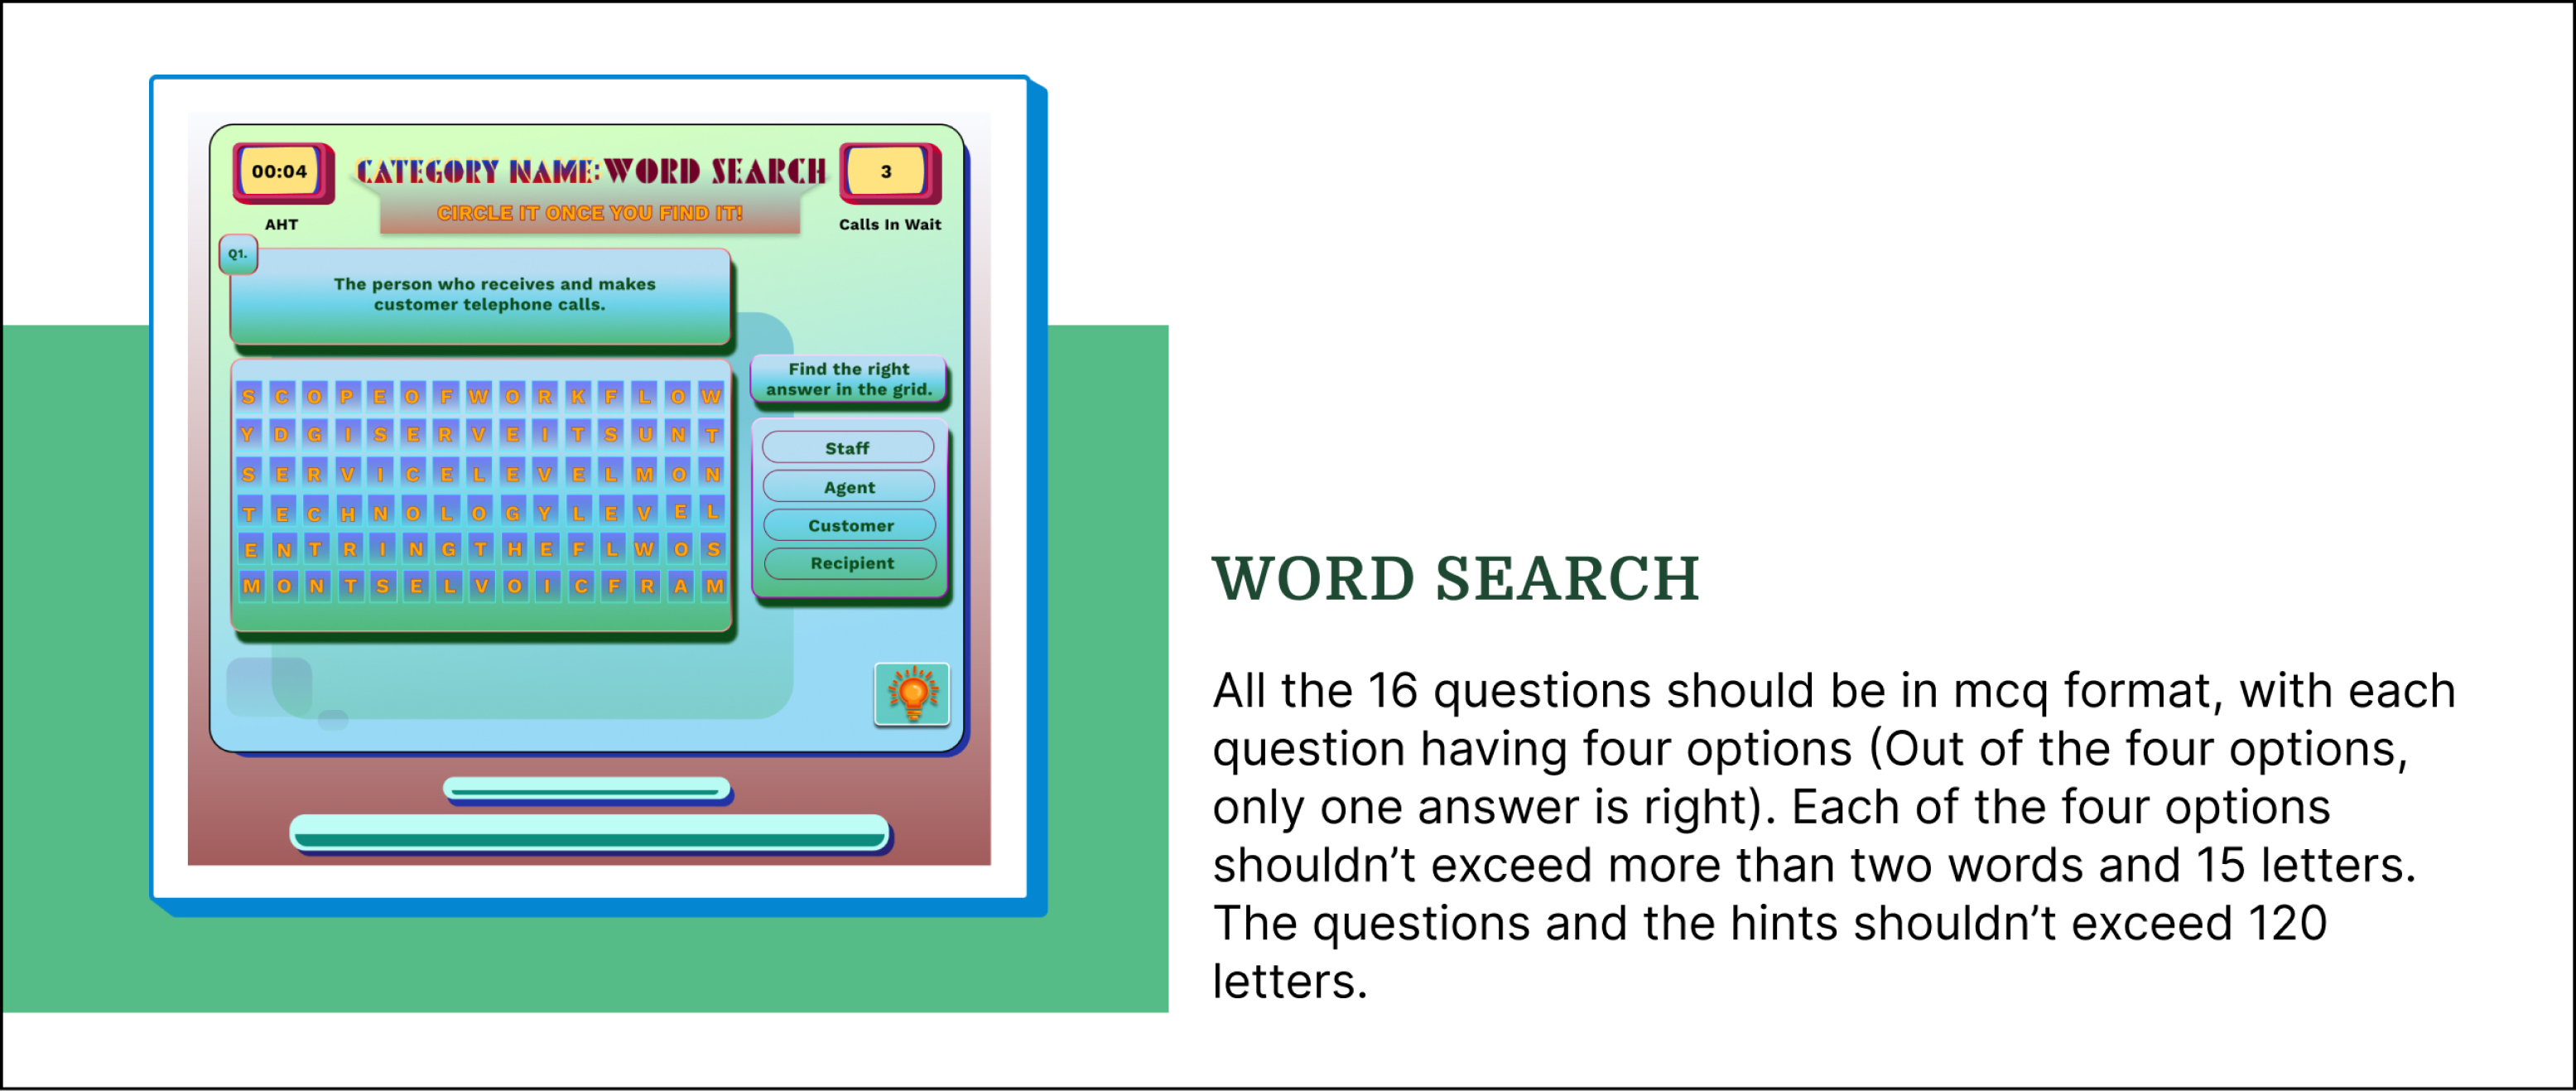 00:04
AHT
CATEGORY NAME: WORD SEARCH
CIRCLE IT ONCE YOU FIND IT!
3
Calls In Wait
Q1.
The person who receives and makes
customer telephone calls.
S C O P E O F W O R K F L O W
Y D G I S E R V E I T S U N T
S E R V I C E L E V E L M O N
T E C H N O L O G Y L E V E L
E N T R I N G T H E F L W O S
M O N T S E L V O I C F R A M
Find the right
answer in the grid.
Staff
Agent
Customer
Recipient
WORD SEARCH
All the 16 questions should be in mcq format, with each
question having four options (Out of the four options,
only one answer is right). Each of the four options
shouldn’t exceed more than two words and 15 letters.
The questions and the hints shouldn’t exceed 120
letters.